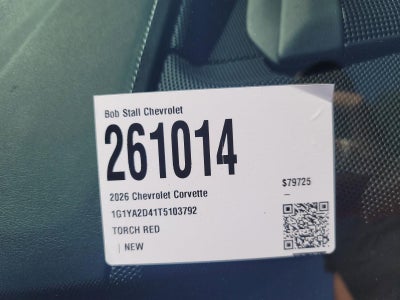 Bob Stall Chevrolet
261014
2026 Chevrolet Corvette
$79725
1G1YA2D41T5103792
–
TORCH RED
| NEW